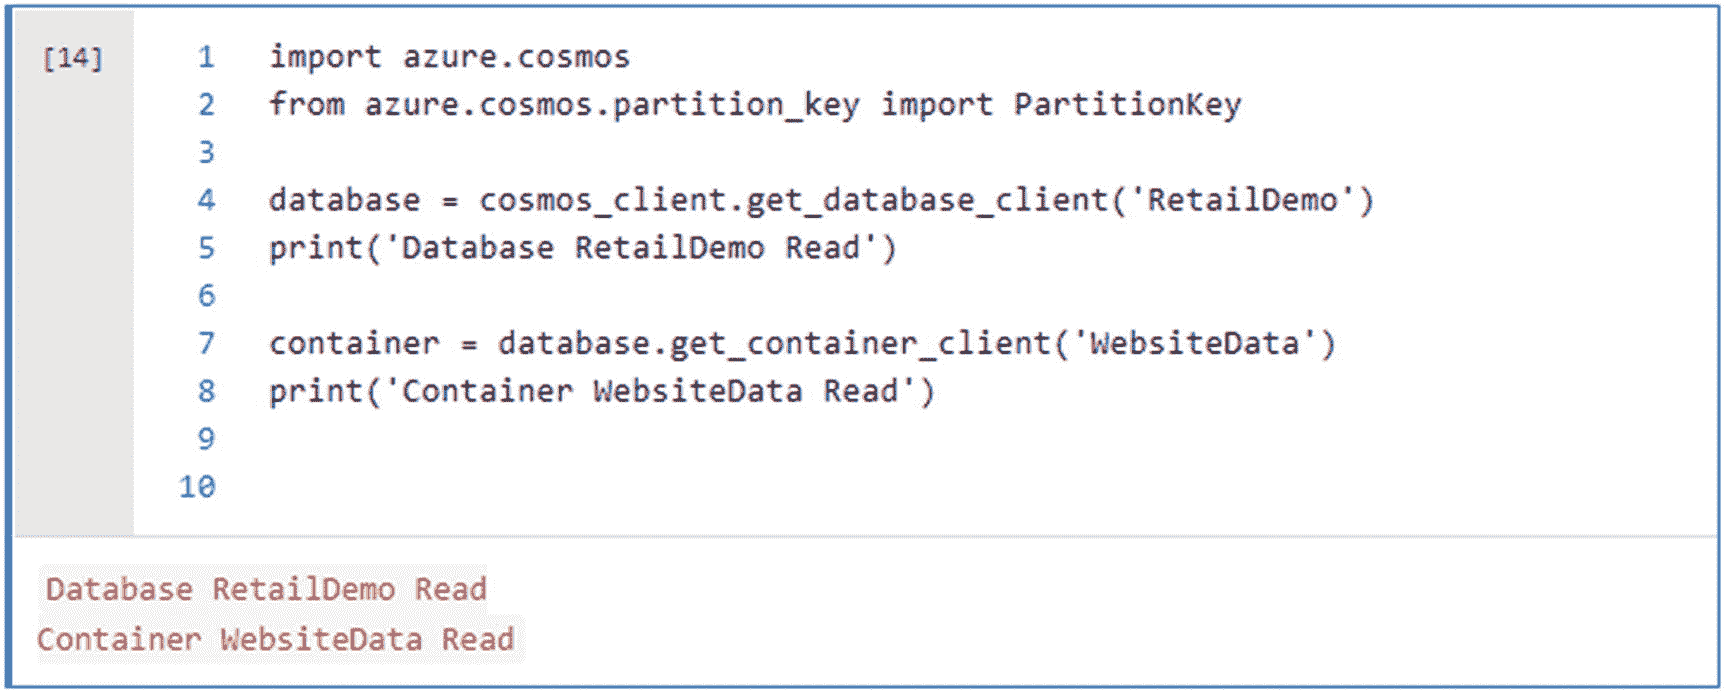 [14] 1 import azure.cosmos
2 from azure.cosmos.partition_key import PartitionKey
3
4 database = cosmos_client.get_database_client('RetailDemo')
5 print('Database RetailDemo Read')
6
7 container = database.get_container_client('WebsiteData')
8 print('Container WebsiteData Read')
9
10
Database RetailDemo Read
Container WebsiteData Read